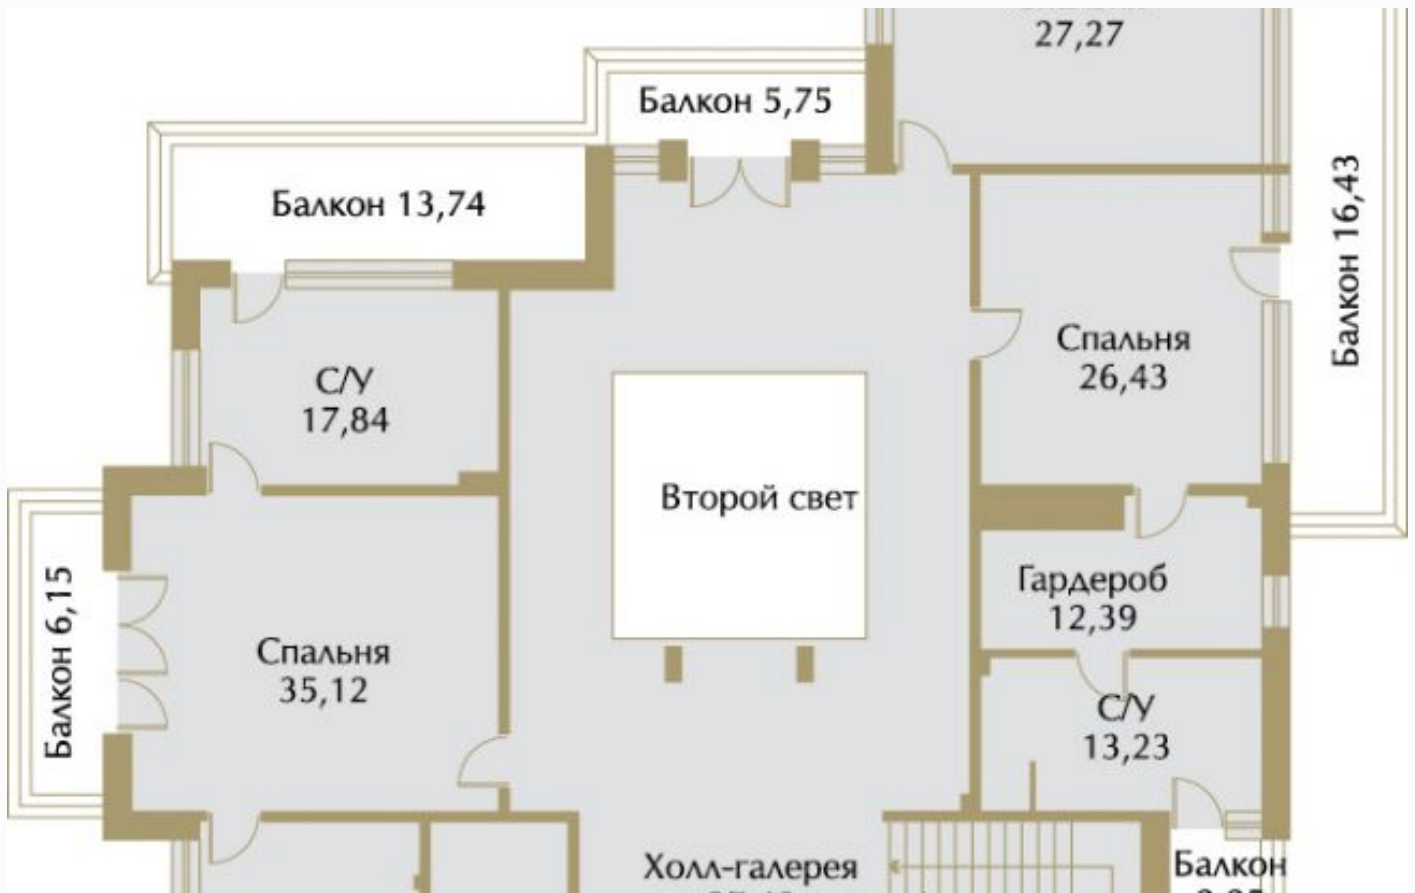 27,27
Балкон 5,75
Балкон 13,74
Балкон 16,43
Спальня
26,43
С/У
17,84
Второй свет
Гардероб
12,39
Балкон 6,15
Спальня
35,12
С/У
13,23
Холл-галерея
Балкон